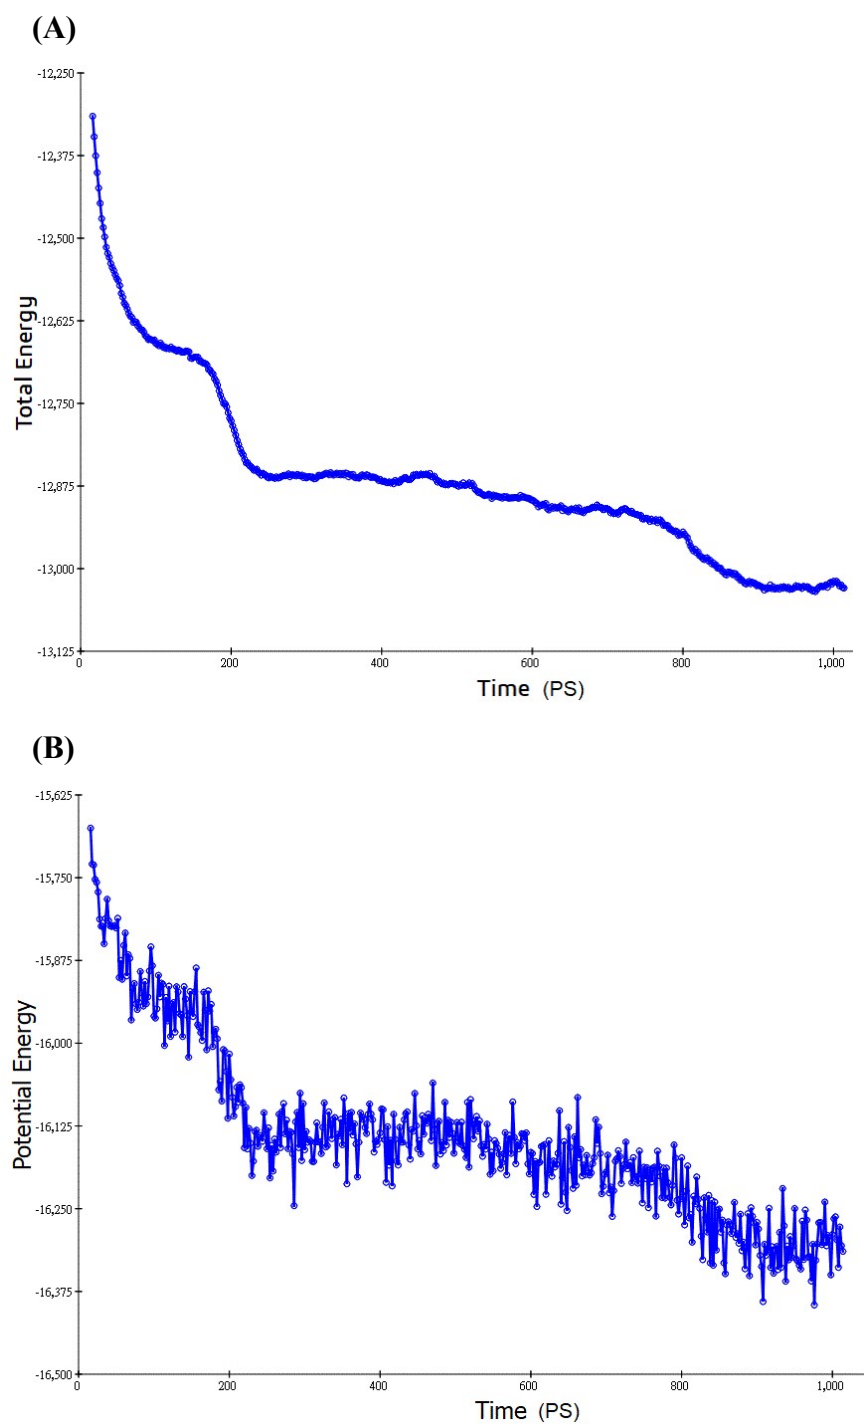 (A)
-12,250
-12,375
-12,500
-12,625
-12,750
-12,875
-13,000
-13,125
Total Energy
0 200 400 600 800 1,000
Time (PS)
(B)
-15,625
-15,750
-15,875
-16,000
-16,125
-16,250
-16,375
-16,500
Potential Energy
0 200 400 600 800 1,000
Time (PS)